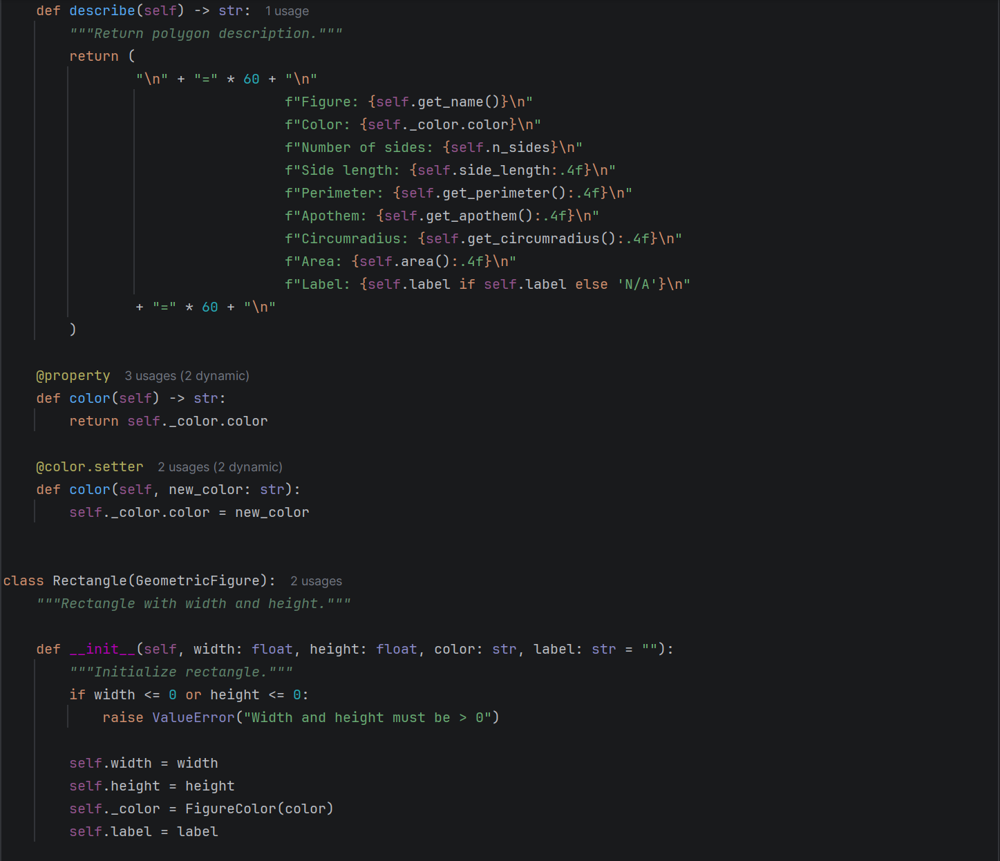 def describe(self) -> str: 1 usage
"""Return polygon description."""
return (
"\n" + "=" * 60 + "\n"
f"Figure: {self.get_name()}\n"
f"Color: {self._color.color}\n"
f"Number of sides: {self.n_sides}\n"
f"Side length: {self.side_length:.4f}\n"
f"Perimeter: {self.get_perimeter():.4f}\n"
f"Apothem: {self.get_apothem():.4f}\n"
f"Circumradius: {self.get_circumradius():.4f}\n"
f"Area: {self.area():.4f}\n"
f"Label: {self.label if self.label else 'N/A'}\n"
+ "=" * 60 + "\n"
)
@property 3 usages (2 dynamic)
def color(self) -> str:
return self._color.color
@color.setter 2 usages (2 dynamic)
def color(self, new_color: str):
self._color.color = new_color
class Rectangle(GeometricFigure): 2 usages
"""Rectangle with width and height."""
def __init__(self, width: float, height: float, color: str, label: str = ""):
"""Initialize rectangle."""
if width <= 0 or height <= 0:
raise ValueError("Width and height must be > 0")
self.width = width
self.height = height
self._color = FigureColor(color)
self.label = label